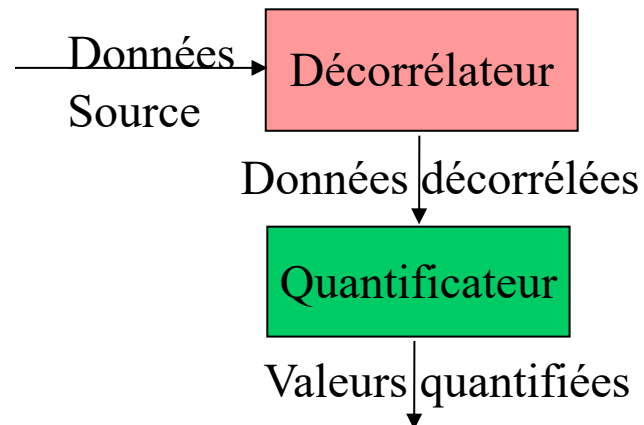 Données
Source
Décorrélateur
Données décorrélées
Quantificateur
Valeurs quantifiées